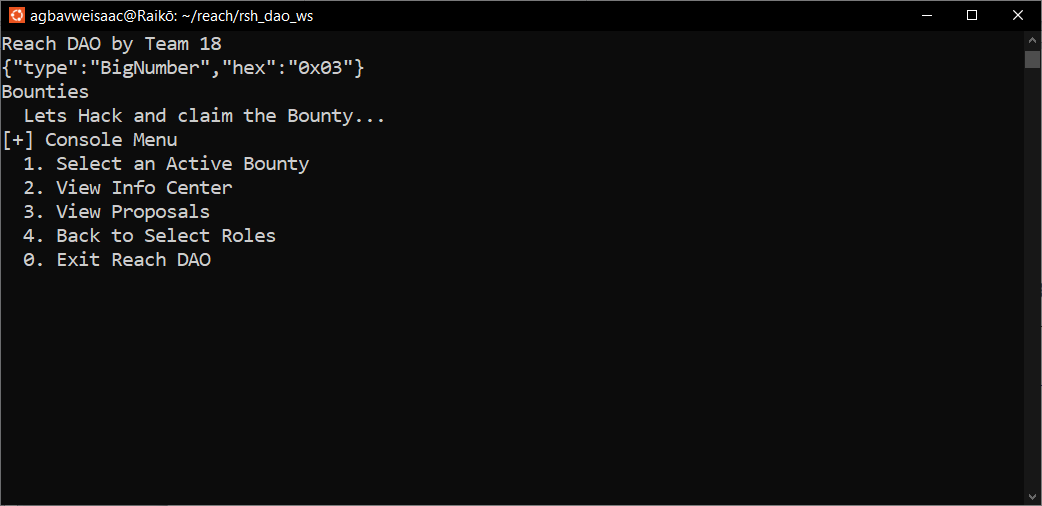 agbavweisaac@Raikō: ~/reach/rsh_dao_ws
Reach DAO by Team 18
{"type":"BigNumber","hex":"0x03"}
Bounties
  Lets Hack and claim the Bounty...
[+] Console Menu
  1. Select an Active Bounty
  2. View Info Center
  3. View Proposals
  4. Back to Select Roles
  0. Exit Reach DAO